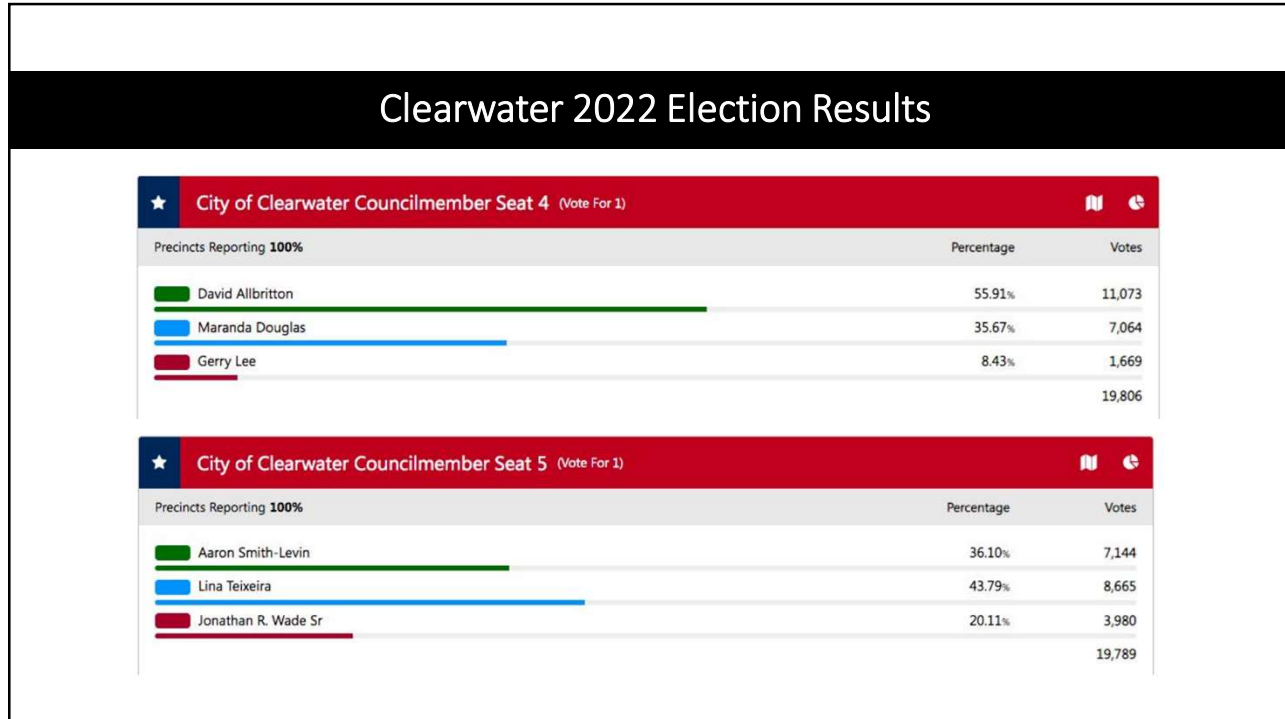 Clearwater 2022 Election Results
City of Clearwater Councilmember Seat 4 (Vote For 1)
Precincts Reporting 100% Percentage Votes
David Allbritton 55.91% 11,073
Maranda Douglas 35.67% 7,064
Gerry Lee 8.43% 1,669
19,806
City of Clearwater Councilmember Seat 5 (Vote For 1)
Precincts Reporting 100% Percentage Votes
Aaron Smith-Levin 36.10% 7,144
Lina Teixeira 43.79% 8,665
Jonathan R. Wade Sr 20.11% 3,980
19,789